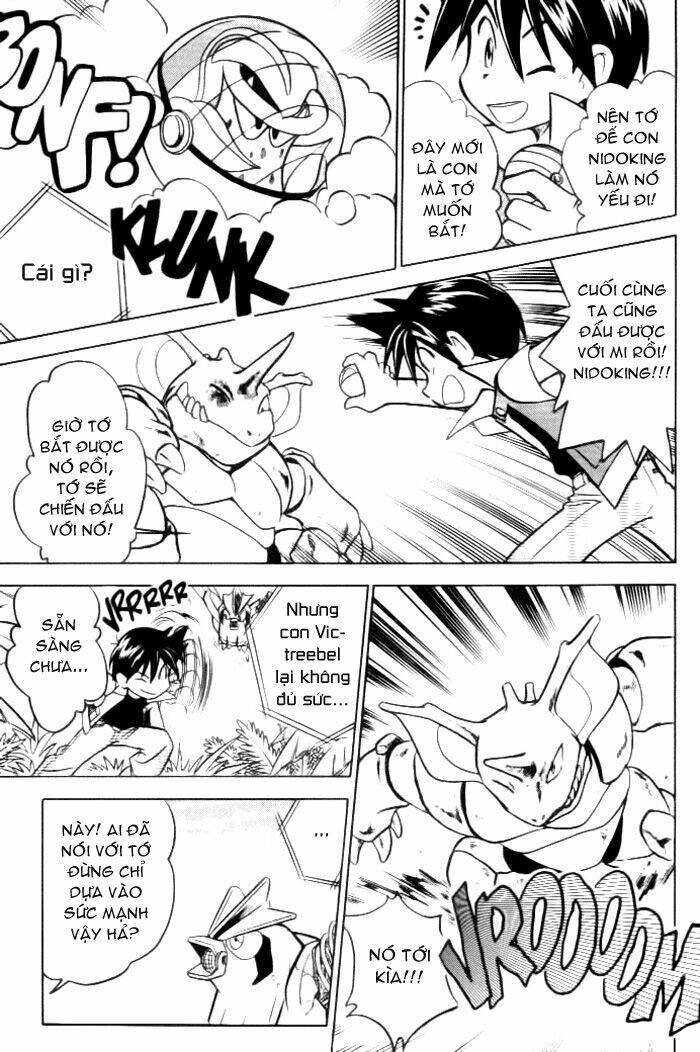 NÊN TỚ
ĐỂ CON
NIDOKING
LÀM NÓ
YẾU ĐI!
ĐÂY MỚI
LÀ CON
MÀ TỚ
MUỐN
BẮT!
BONF!
KLUNK
Cái gì?
CUỐI CÙNG
TA CŨNG
ĐẤU ĐƯỢC
VỚI MI RỒI!
NIDOKING!!!
GIỜ TỚ
BẮT ĐƯỢC
NÓ RỒI,
TỚ SẼ
CHIẾN ĐẤU
VỚI NÓ!
Nhưng
con Vic-
treebel
lại không
đủ sức...
VRRRRR
SẴN
SÀNG
CHƯA...
NÓ TỚI
KÌA!!!
VROOOOM
...
NÀY! AI ĐÃ
NÓI VỚI TỚ
ĐỪNG CHỈ
DỰA VÀO
SỨC MẠNH
VẬY HẢ?